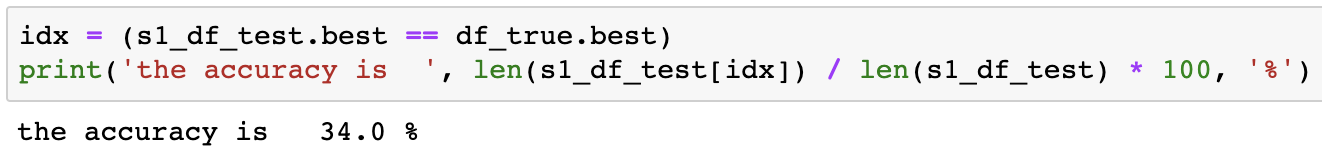 idx = (s1_df_test.best == df_true.best)
print('the accuracy is  ', len(s1_df_test[idx]) / len(s1_df_test) * 100, '%')
the accuracy is   34.0 %